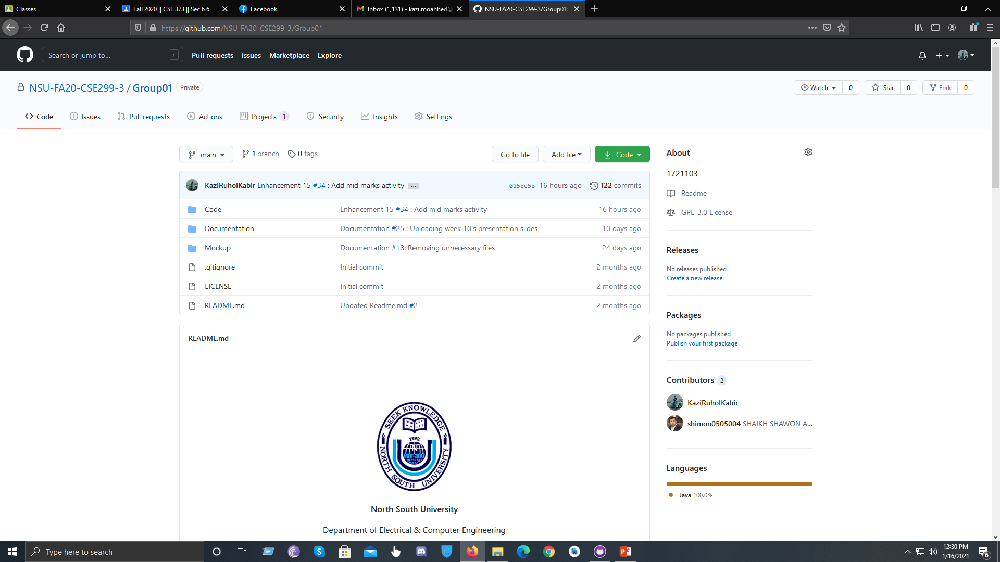 Classes
Fall 2020 || CSE 373 || Sec 6 6
Facebook
Inbox (1,131) - kazi.moahhed@
NSU-FA20-CSE299-3/Group01:
https://github.com/NSU-FA20-CSE299-3/Group01
Search or jump to... /
Pull requests Issues Marketplace Explore
NSU-FA20-CSE299-3 / Group01 Private
Watch 0 Star 0 Fork 0
Code Issues Pull requests Actions Projects 1 Security Insights Settings
main 1 branch 0 tags Go to file Add file Code
KaziRuholKabir Enhancement 15 #34 : Add mid marks activity ... 0158e58 16 hours ago 122 commits
Code Enhancement 15 #34 : Add mid marks activity 16 hours ago
Documentation Documentation #25 : Uploading week 10's presentation slides 10 days ago
Mockup Documentation #18: Removing unnecessary files 24 days ago
.gitignore Initial commit 2 months ago
LICENSE Initial commit 2 months ago
README.md Updated Readme.md #2 2 months ago
README.md
SEEK KNOWLEDGE
1992
NORTH SOUTH UNIVERSITY
North South University
Department of Electrical & Computer Engineering
About
1721103
Readme
GPL-3.0 License
Releases
No releases published
Create a new release
Packages
No packages published
Publish your first package
Contributors 2
KaziRuholKabir
shimon0505004 SHAIKH SHAWON A...
Languages
Java 100.0%
Type here to search
12:30 PM
1/16/2021
6